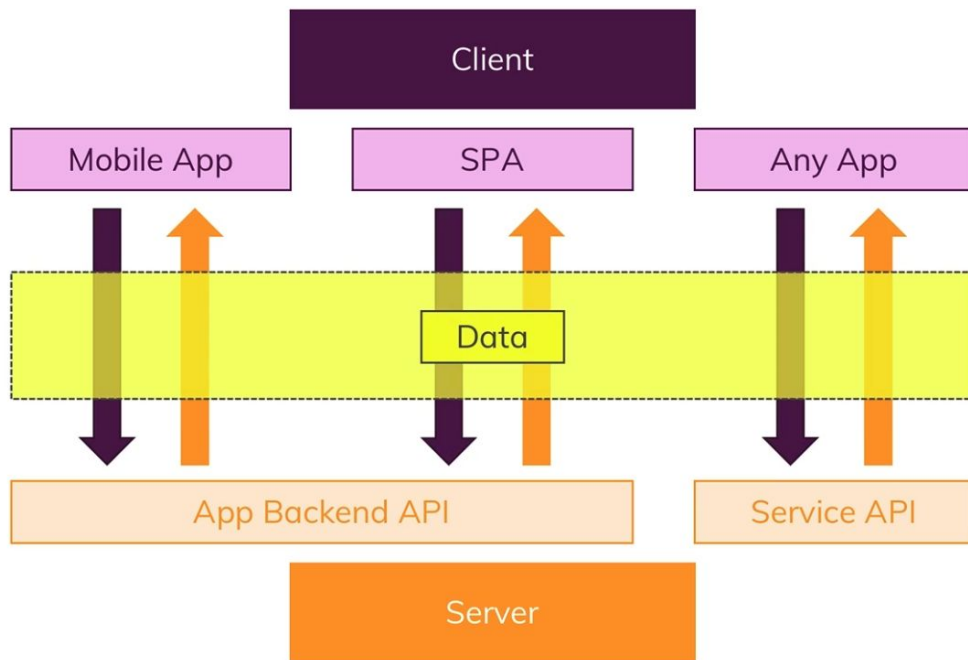 Client
Mobile App
SPA
Any App
Data
App Backend API
Service API
Server